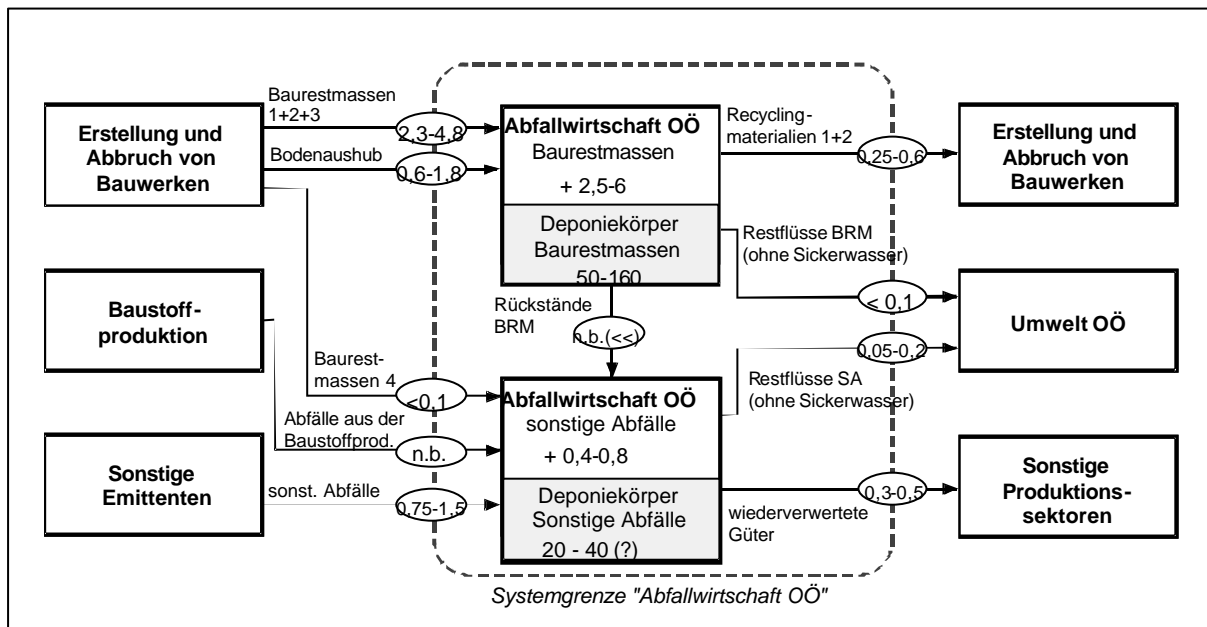 Erstellung und
Abbruch von
Bauwerken
Baustoff-
produktion
Sonstige
Emittenten
Baurestmassen
1+2+3
2,3-4,8
Bodenaushub
0,6-1,8
Baurest-
massen 4
<0,1
Abfälle aus der
Baustoffprod.
n.b.
sonst. Abfälle
0,75-1,5
Abfallwirtschaft OÖ
Baurestmassen
+ 2,5-6
Deponiekörper
Baurestmassen
50-160
Rückstände
BRM
n.b.(<<)
Abfallwirtschaft OÖ
sonstige Abfälle
+ 0,4-0,8
Deponiekörper
Sonstige Abfälle
20 - 40 (?)
Recycling-
materialien 1+2
0,25-0,6
Restflüsse BRM
(ohne Sickerwasser)
< 0,1
0,05-0,2
Restflüsse SA
(ohne Sickerwasser)
0,3-0,5
wiederverwertete
Güter
Erstellung und
Abbruch von
Bauwerken
Umwelt OÖ
Sonstige
Produktions-
sektoren
Systemgrenze "Abfallwirtschaft OÖ"